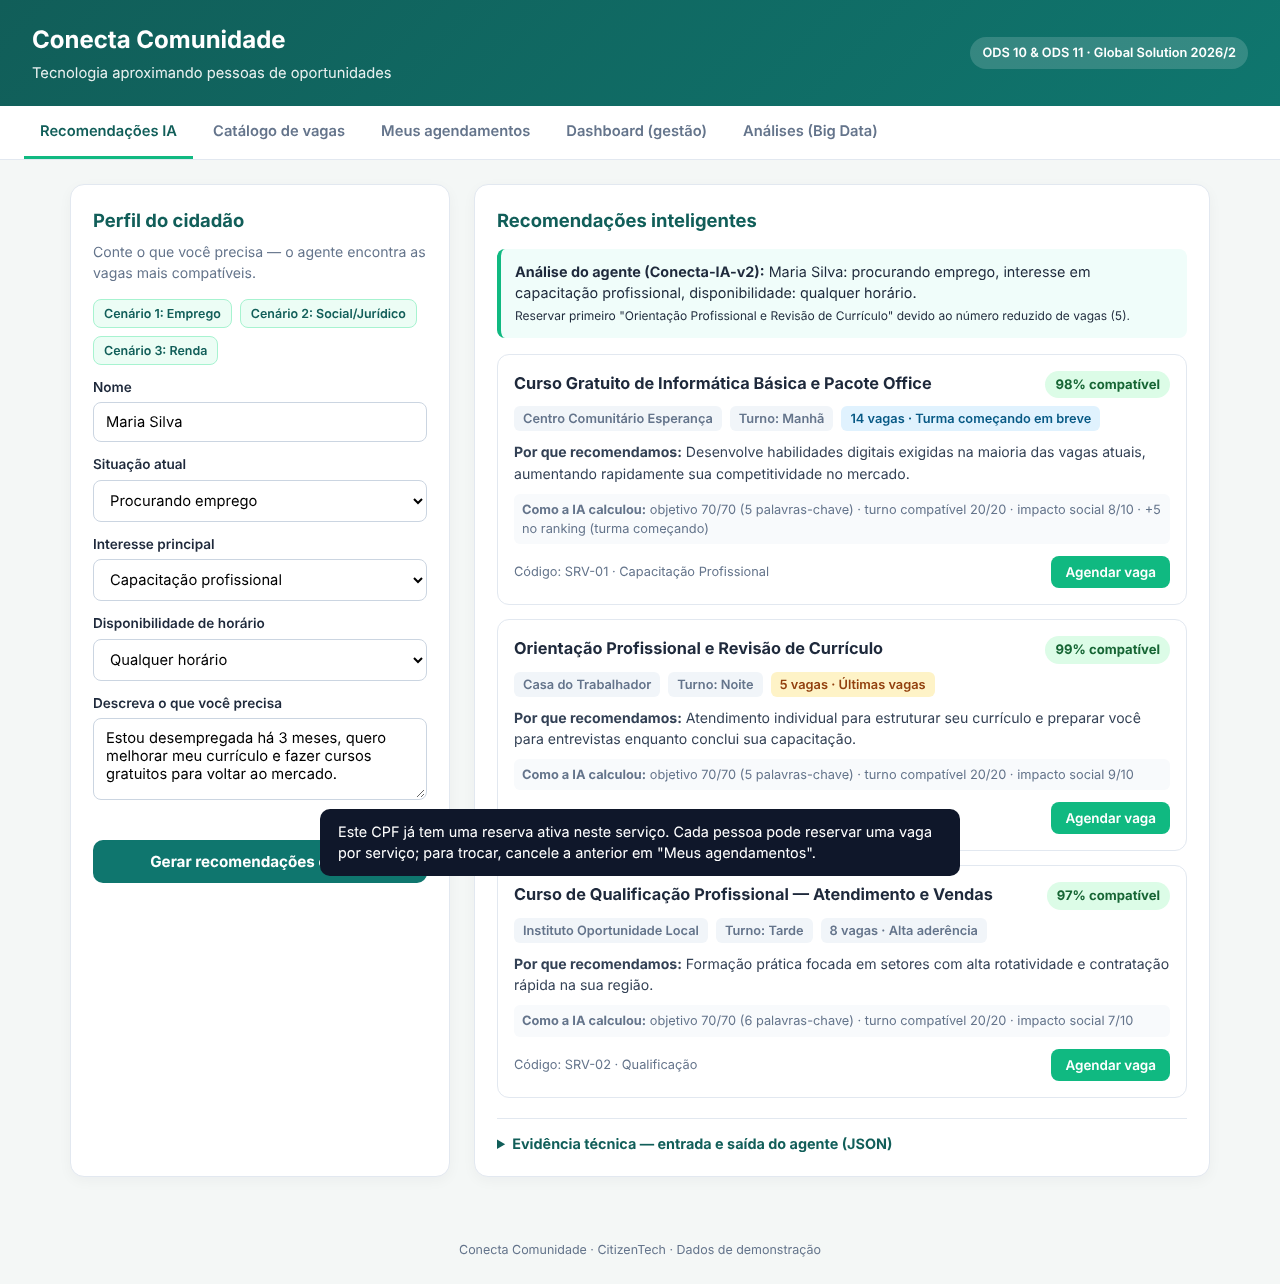 Conecta Comunidade
Tecnologia aproximando pessoas de oportunidades
ODS 10 & ODS 11 · Global Solution 2026/2
Recomendações IA
Catálogo de vagas
Meus agendamentos
Dashboard (gestão)
Análises (Big Data)
Perfil do cidadão
Conte o que você precisa — o agente encontra as
vagas mais compatíveis.
Cenário 1: Emprego
Cenário 2: Social/Jurídico
Cenário 3: Renda
Nome
Maria Silva
Situação atual
Procurando emprego
Interesse principal
Capacitação profissional
Disponibilidade de horário
Qualquer horário
Descreva o que você precisa
Estou desempregada há 3 meses, quero
melhorar meu currículo e fazer cursos
gratuitos para voltar ao mercado.
Gerar recomendações
Recomendações inteligentes
Análise do agente (Conecta-IA-v2): Maria Silva: procurando emprego, interesse em
capacitação profissional, disponibilidade: qualquer horário.
Reservar primeiro "Orientação Profissional e Revisão de Currículo" devido ao número reduzido de vagas (5).
Curso Gratuito de Informática Básica e Pacote Office
98% compatível
Centro Comunitário Esperança
Turno: Manhã
14 vagas · Turma começando em breve
Por que recomendamos: Desenvolve habilidades digitais exigidas na maioria das vagas atuais,
aumentando rapidamente sua competitividade no mercado.
Como a IA calculou: objetivo 70/70 (5 palavras-chave) · turno compatível 20/20 · impacto social 8/10 · +5
no ranking (turma começando)
Código: SRV-01 · Capacitação Profissional
Agendar vaga
Orientação Profissional e Revisão de Currículo
99% compatível
Casa do Trabalhador
Turno: Noite
5 vagas · Últimas vagas
Por que recomendamos: Atendimento individual para estruturar seu currículo e preparar você
para entrevistas enquanto conclui sua capacitação.
Como a IA calculou: objetivo 70/70 (5 palavras-chave) · turno compatível 20/20 · impacto social 9/10
Agendar vaga
Este CPF já tem uma reserva ativa neste serviço. Cada pessoa pode reservar uma vaga
por serviço; para trocar, cancele a anterior em "Meus agendamentos".
Curso de Qualificação Profissional — Atendimento e Vendas
97% compatível
Instituto Oportunidade Local
Turno: Tarde
8 vagas · Alta aderência
Por que recomendamos: Formação prática focada em setores com alta rotatividade e contratação
rápida na sua região.
Como a IA calculou: objetivo 70/70 (6 palavras-chave) · turno compatível 20/20 · impacto social 7/10
Código: SRV-02 · Qualificação
Agendar vaga
Evidência técnica — entrada e saída do agente (JSON)
Conecta Comunidade · CitizenTech · Dados de demonstração